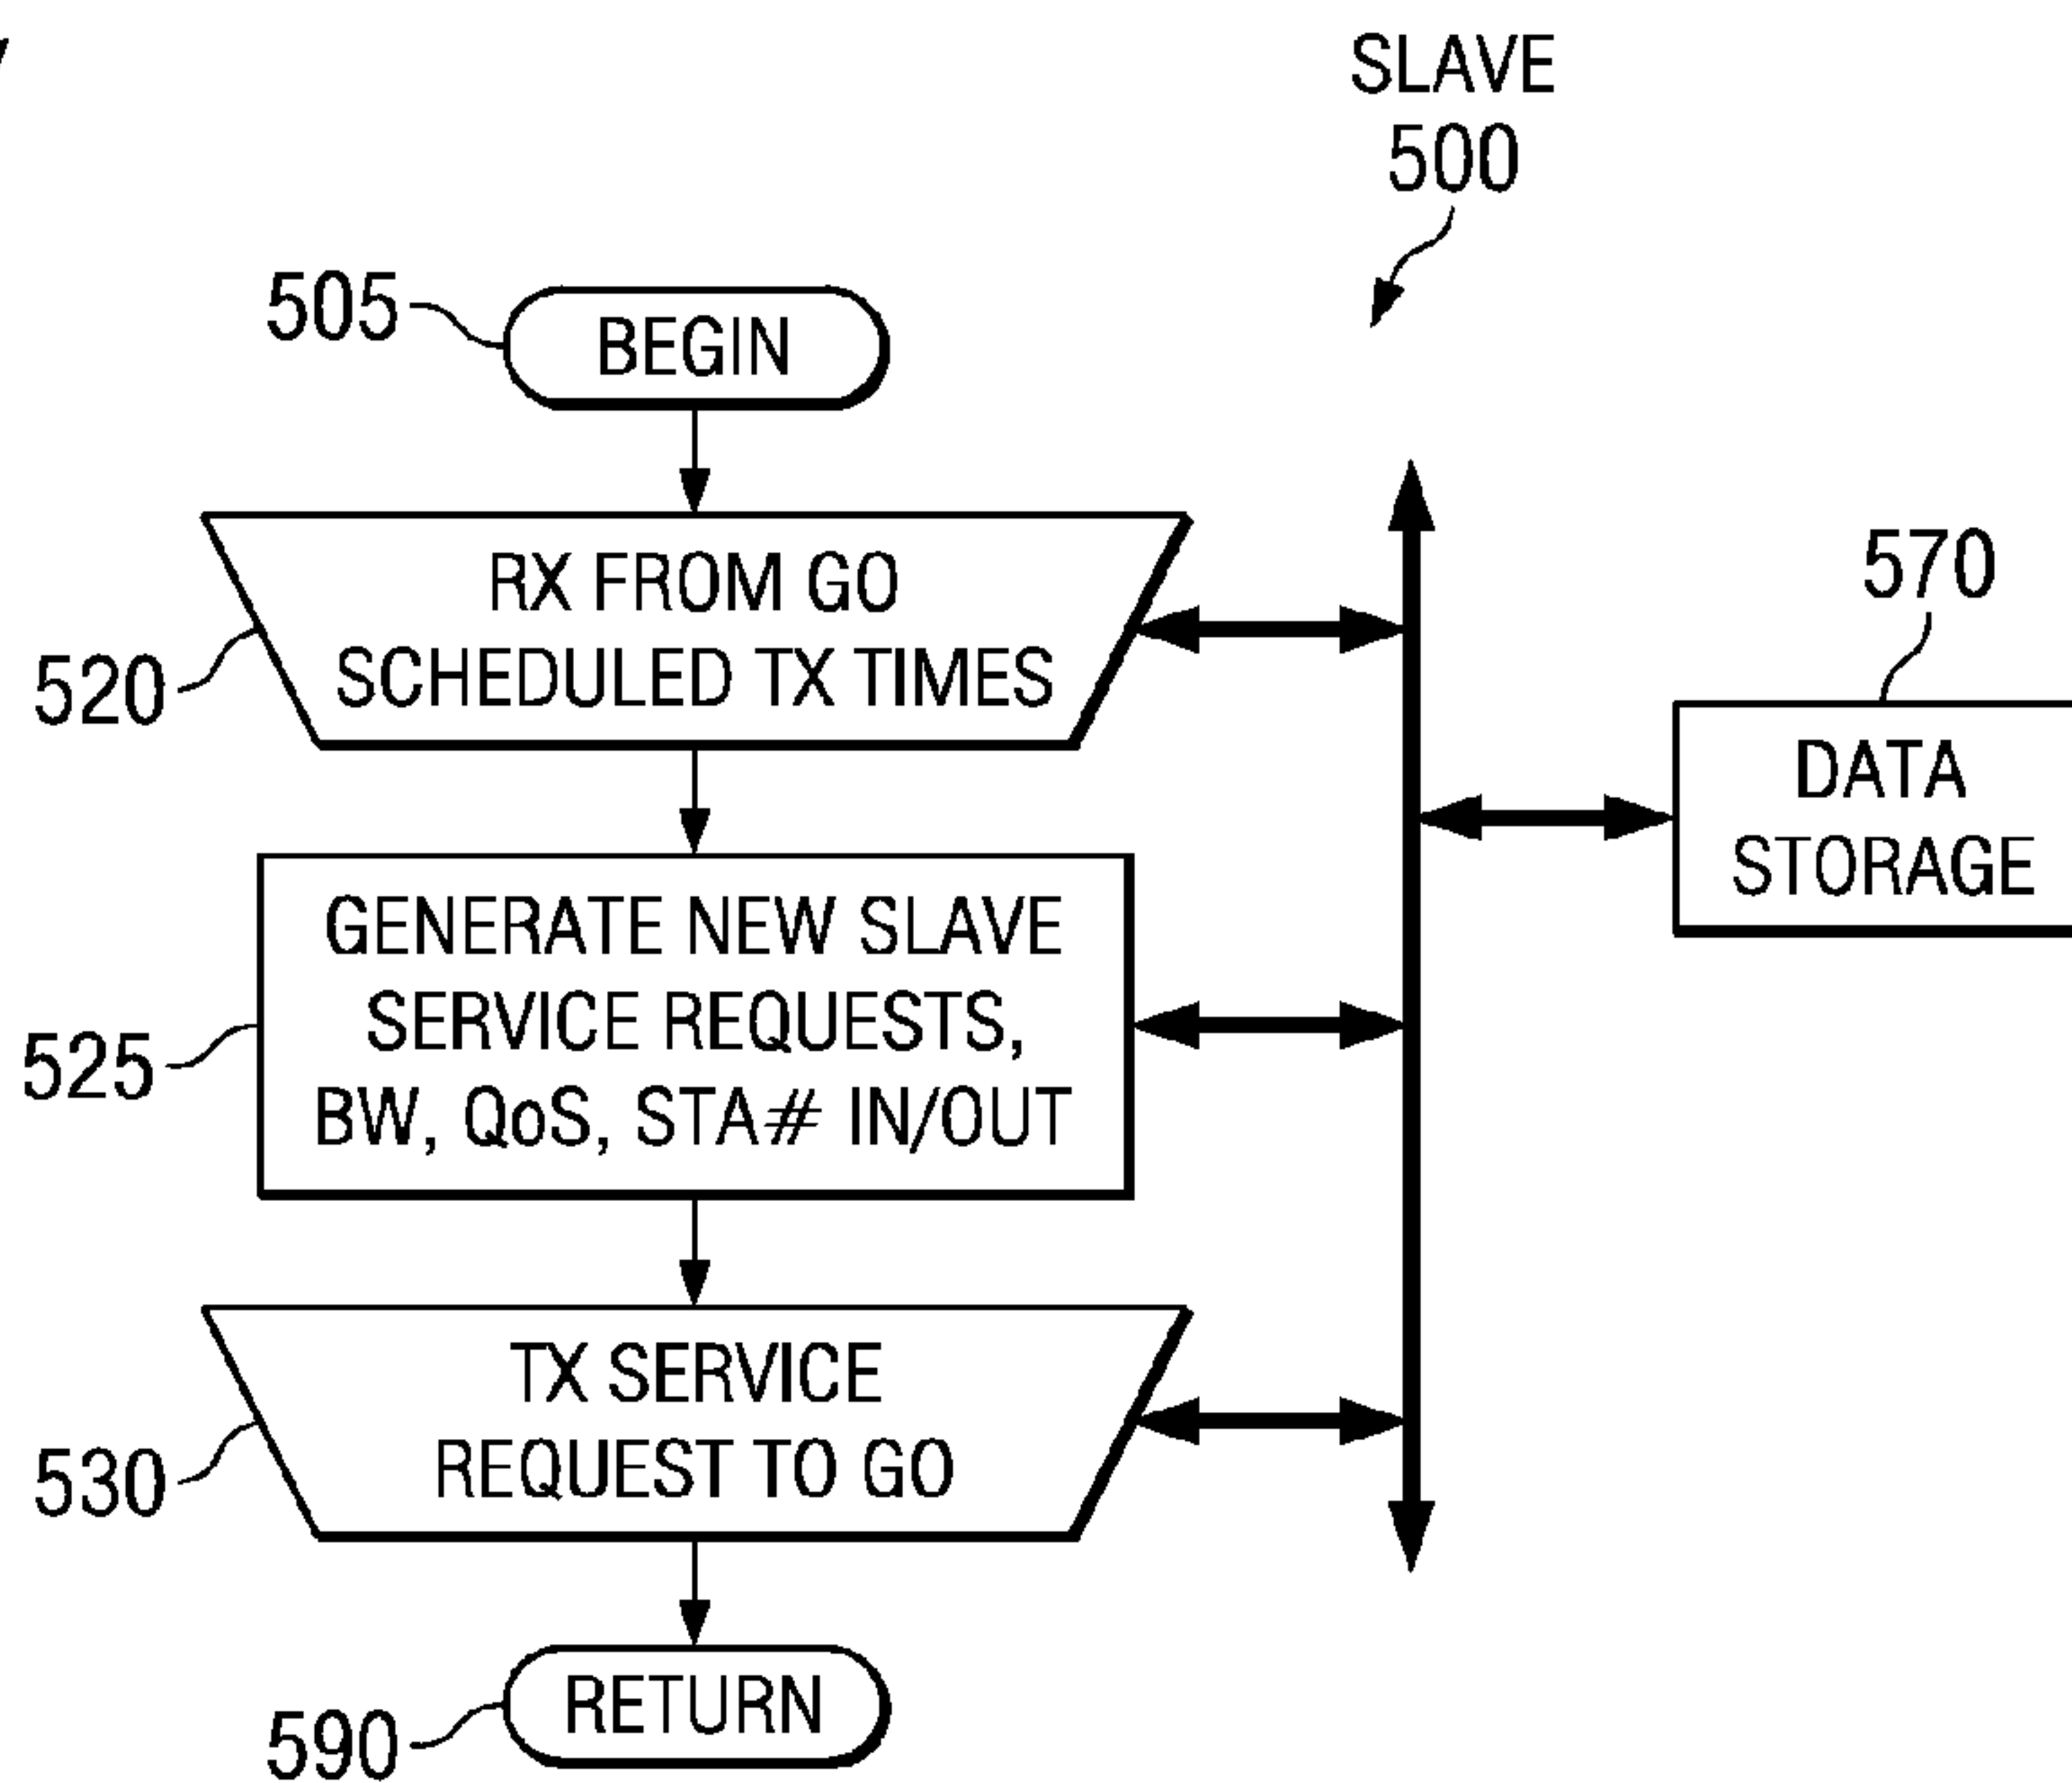 SLAVE
500
505
BEGIN
RX FROM GO
SCHEDULED TX TIMES
520
570
DATA
STORAGE
GENERATE NEW SLAVE
SERVICE REQUESTS,
BW, QoS, STA# IN/OUT
525
TX SERVICE
REQUEST TO GO
530
RETURN
590